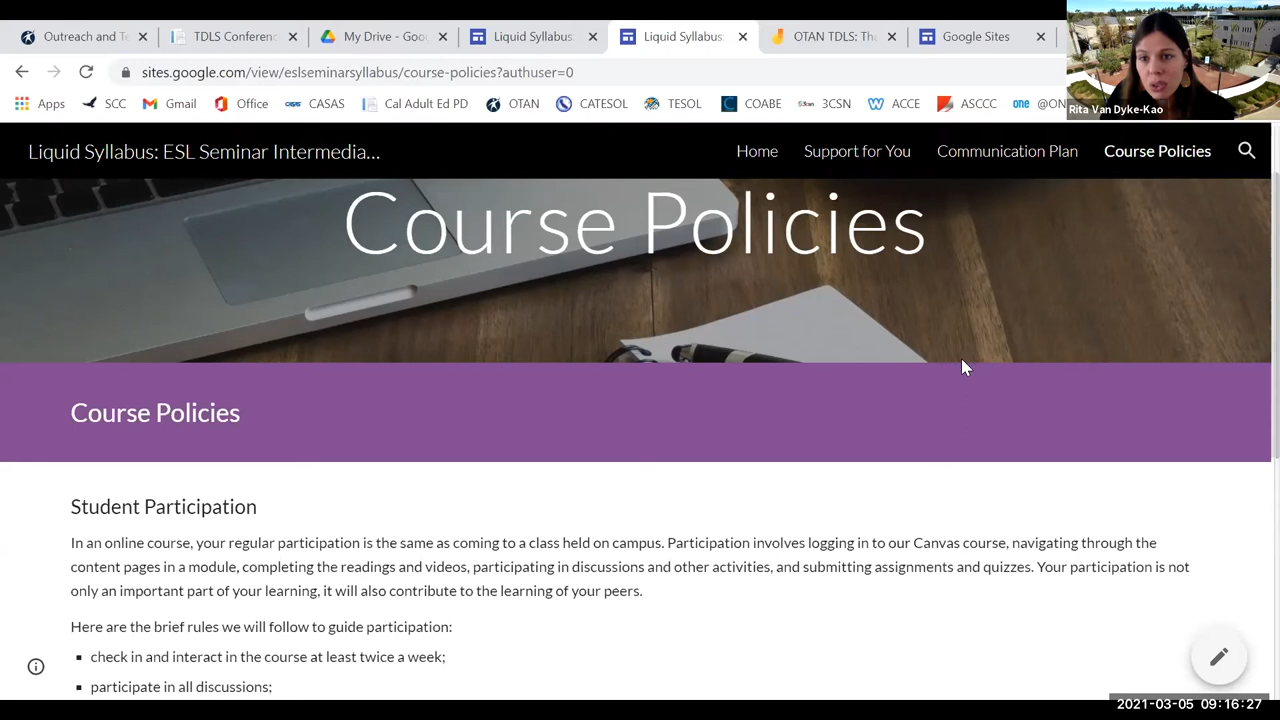 Outreach and Te
TDLS Conferenc
My Drive - Goo
Liquid Syllabus:
Liquid Syllabus:
OTAN TDLS: The
Google Sites
sites.google.com/view/eslseminarsyllabus/course-policies?authuser=0
Apps
SCC
Gmail
Office
CASAS
Cal Adult Ed PD
OTAN
CATESOL
TESOL
COABE
3CSN
ACCE
ASCCC
@ON
Rita Van Dyke-Kao
Liquid Syllabus: ESL Seminar Intermedia...
Home
Support for You
Communication Plan
Course Policies
Course Policies
Course Policies
Student Participation
In an online course, your regular participation is the same as coming to a class held on campus. Participation involves logging in to our Canvas course, navigating through the
content pages in a module, completing the readings and videos, participating in discussions and other activities, and submitting assignments and quizzes. Your participation is not
only an important part of your learning, it will also contribute to the learning of your peers.
Here are the brief rules we will follow to guide participation:
▪ check in and interact in the course at least twice a week;
▪ participate in all discussions;
2021-03-05 09:16:27